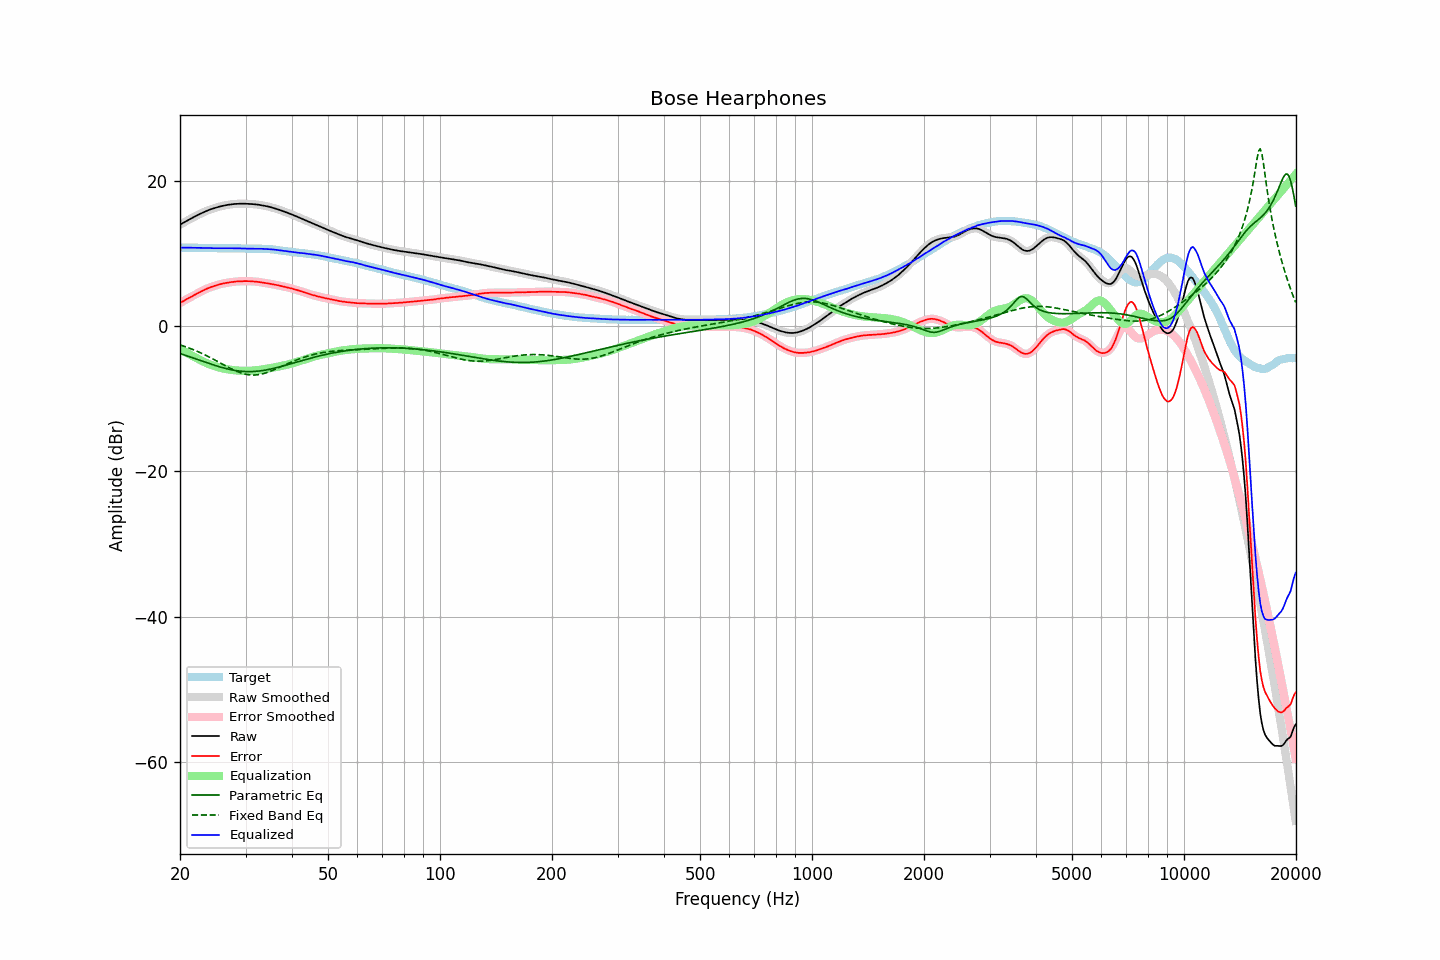 Bose Hearphones
20
0
−20
−40
−60
Amplitude (dBr)
Target
Raw Smoothed
Error Smoothed
Raw
Error
Equalization
Parametric Eq
Fixed Band Eq
Equalized
20 50 100 200 500 1000 2000 5000 10000 20000
Frequency (Hz)